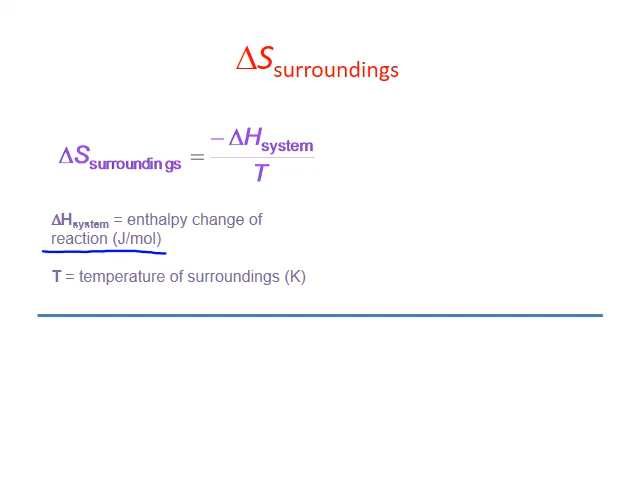 ΔSsurroundings
ΔSsurroundings = −ΔHsystem
T
ΔHsystem = enthalpy change of
reaction (J/mol)
T = temperature of surroundings (K)